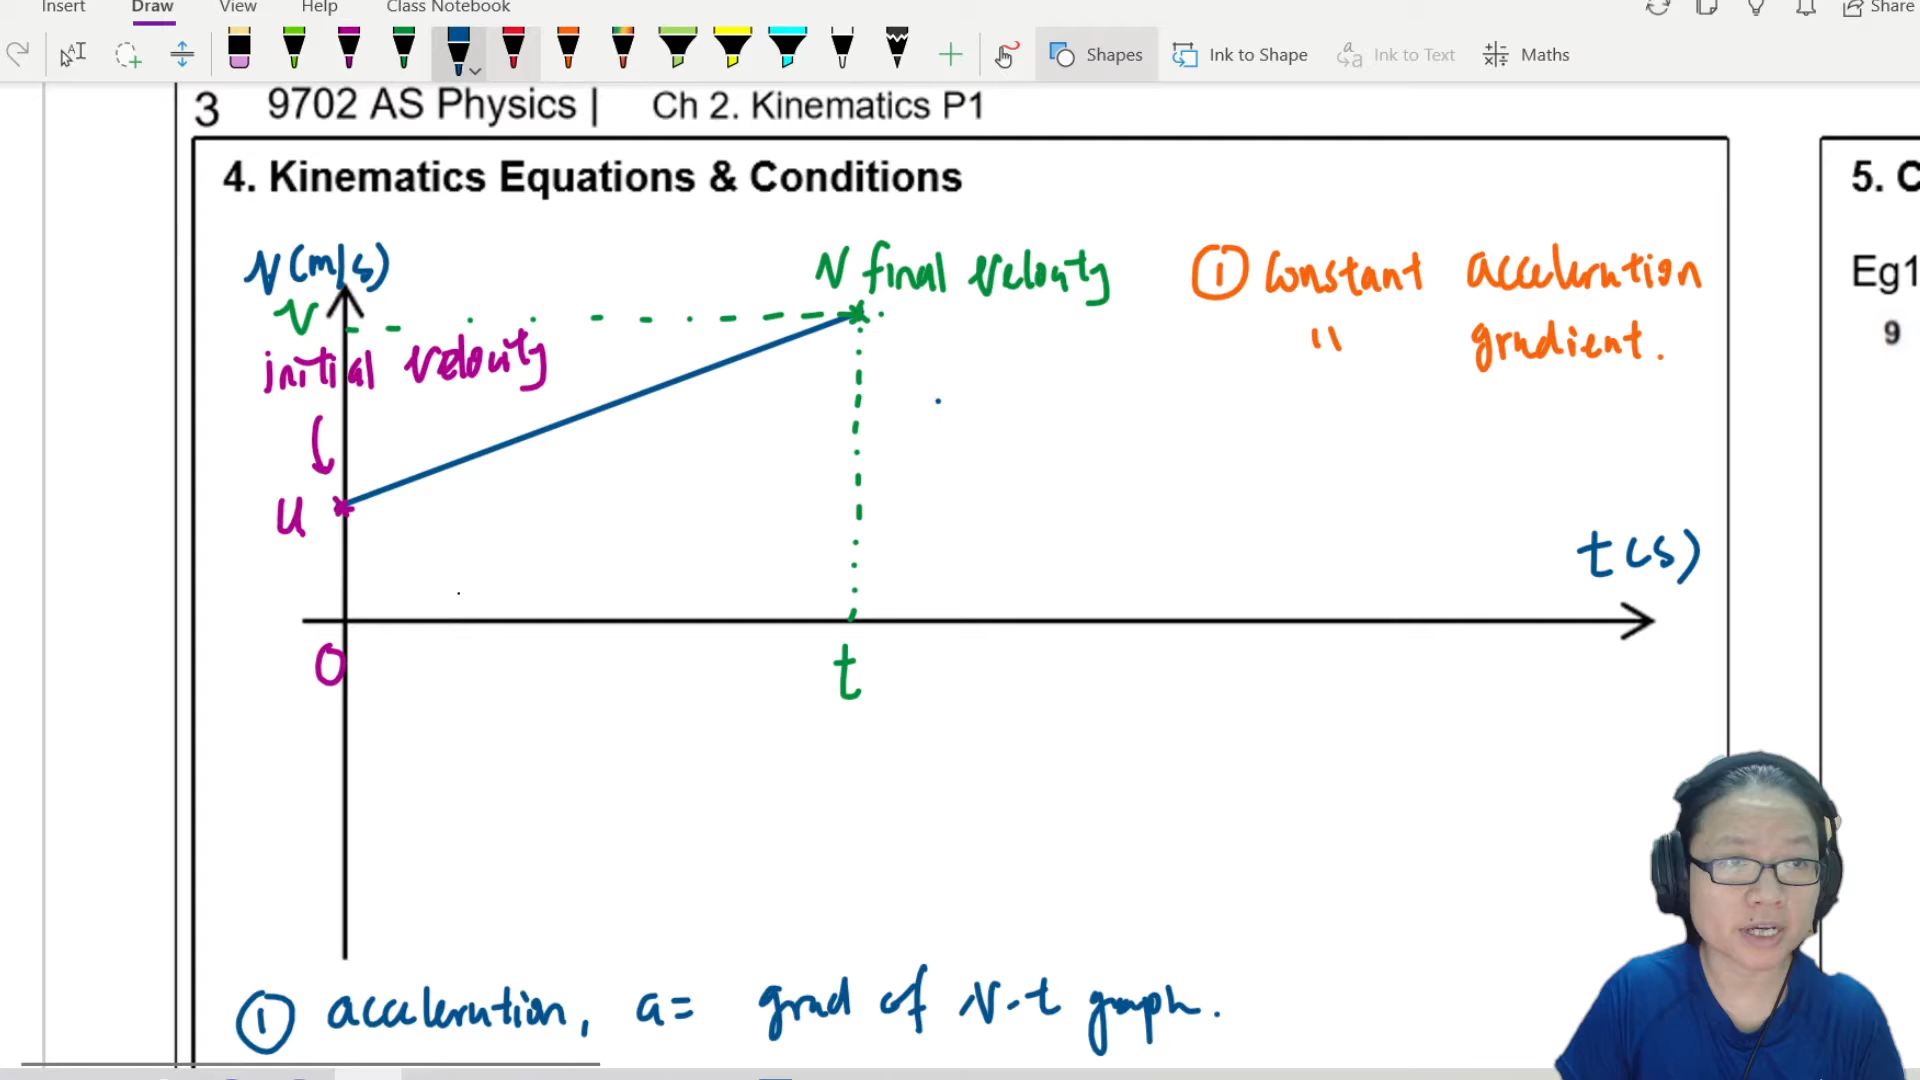 Insert Draw View Help Class Notebook Share
Shapes Ink to Shape Ink to Text Maths
3 9702 AS Physics | Ch 2. Kinematics P1
4. Kinematics Equations & Conditions
5. C
v (m/s)
v final velocity
① constant acceleration
" gradient.
Eg1
9
v
initial velocity
u
t (s)
0
t
① acceleration, a = grad of v-t graph.